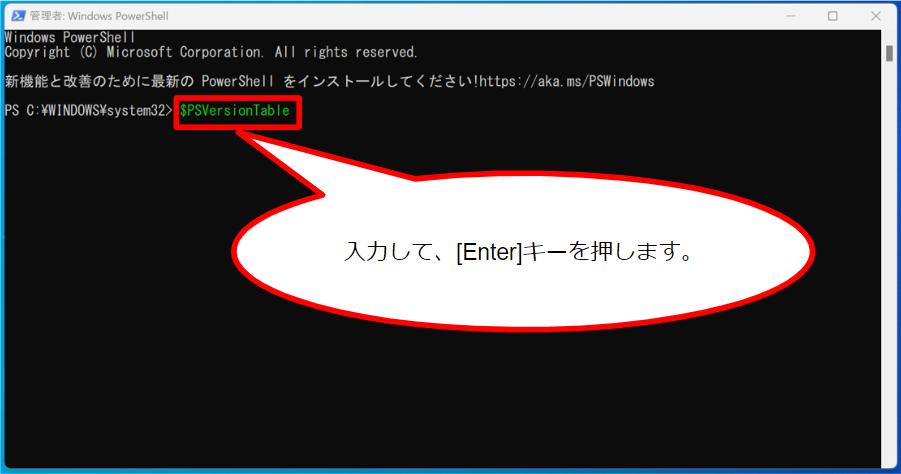 管理者: Windows PowerShell
Windows PowerShell
Copyright (C) Microsoft Corporation. All rights reserved.
新機能と改善のために最新の PowerShell をインストールしてください!https://aka.ms/PSWindows
PS C:¥WINDOWS¥system32> $PSVersionTable
入力して、[Enter]キーを押します。